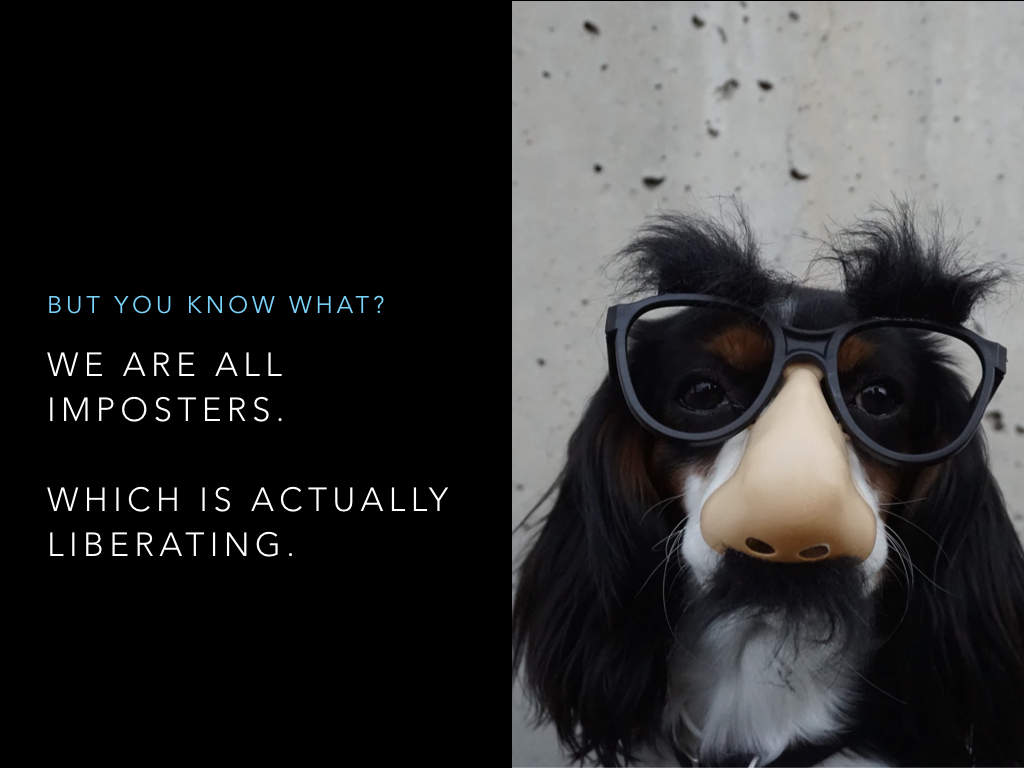 BUT YOU KNOW WHAT?
WE ARE ALL
IMPOSTERS.
WHICH IS ACTUALLY
LIBERATING.